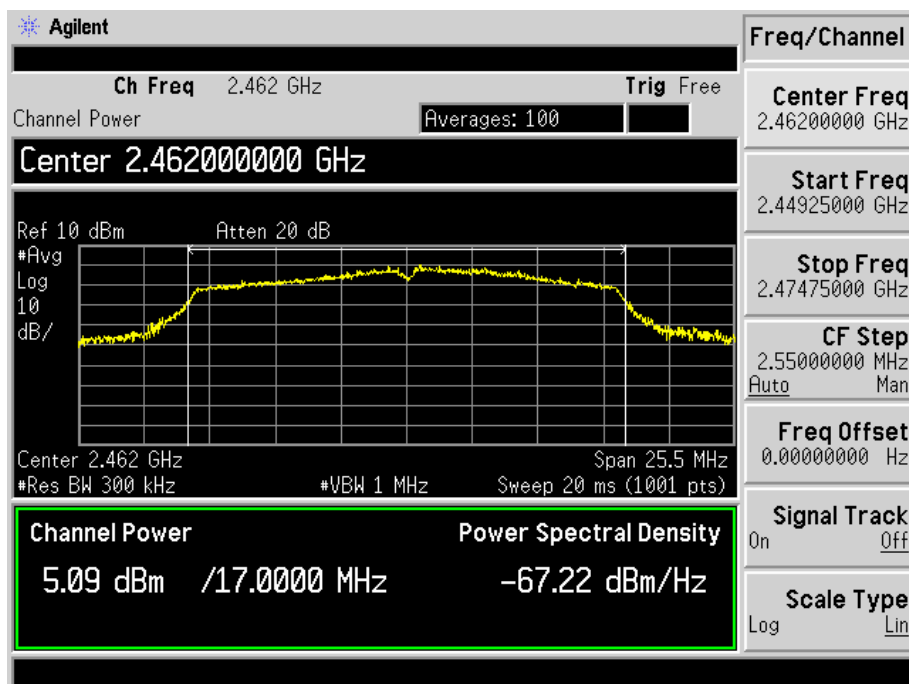 Agilent
Freq/Channel
Ch Freq 2.462 GHz Trig Free
Channel Power Averages: 100
Center 2.462000000 GHz
Ref 10 dBm Atten 20 dB
#Avg
Log
10
dB/
Center 2.462 GHz Span 25.5 MHz
#Res BW 300 kHz #VBW 1 MHz Sweep 20 ms (1001 pts)
Channel Power Power Spectral Density
5.09 dBm /17.0000 MHz -67.22 dBm/Hz
Center Freq
2.46200000 GHz
Start Freq
2.44925000 GHz
Stop Freq
2.47475000 GHz
CF Step
2.55000000 MHz
Auto Man
Freq Offset
0.00000000 Hz
Signal Track
On Off
Scale Type
Log Lin